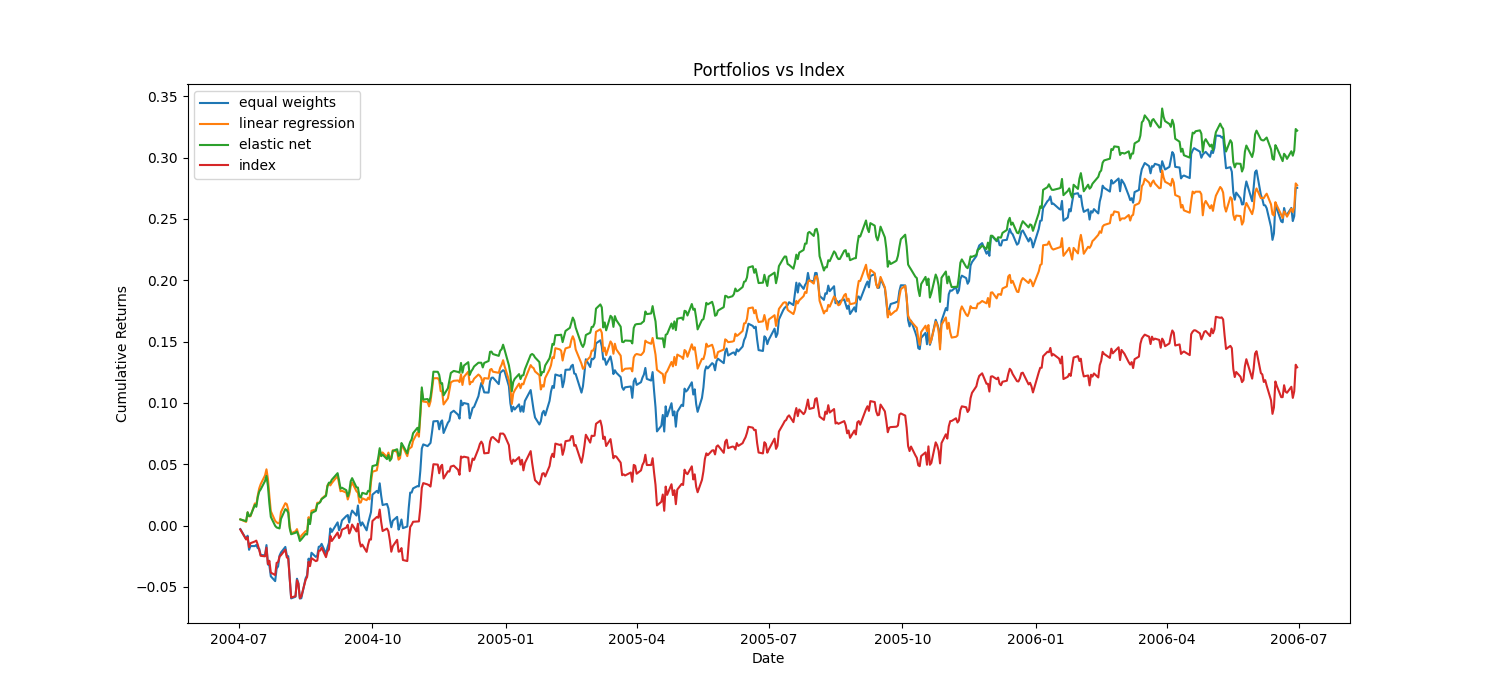 Portfolios vs Index
equal weights
linear regression
elastic net
index
Cumulative Returns
0.35
0.30
0.25
0.20
0.15
0.10
0.05
0.00
−0.05
2004-07
2004-10
2005-01
2005-04
2005-07
2005-10
2006-01
2006-04
2006-07
Date